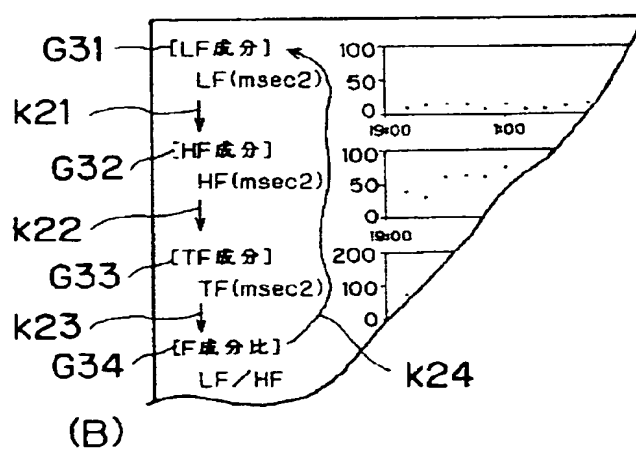 G31
[LF成分]
LF(msec2)
K21
G32
[HF成分]
HF(msec2)
K22
G33
[TF成分]
TF(msec2)
K23
G34
[F成分比]
LF/HF
K24
100
50
0
19:00
1:00
100
50
0
19:00
200
100
0
(B)